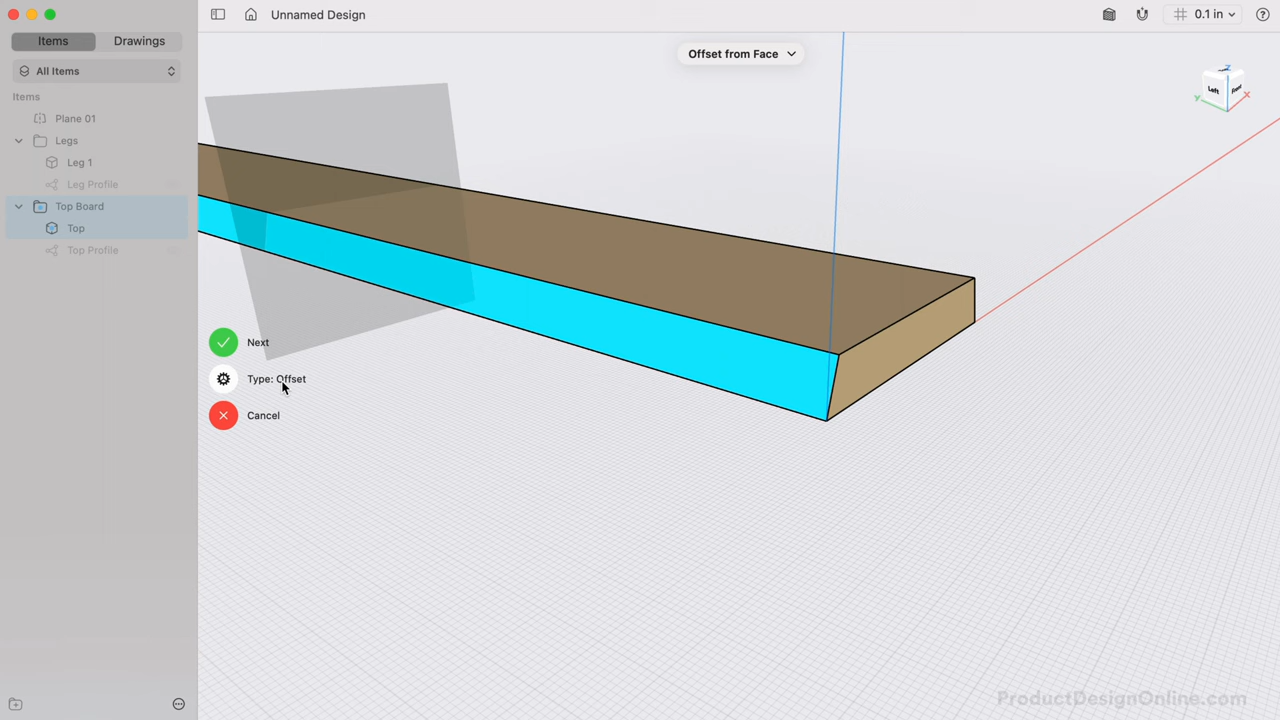 Unnamed Design
0.1 in
Items
Drawings
All Items
Items
Plane 01
Legs
Leg 1
Leg Profile
Top Board
Top
Top Profile
Offset from Face
Z
Left
Front
Y
X
Next
Type: Offset
Cancel
ProductDesignOnline.com